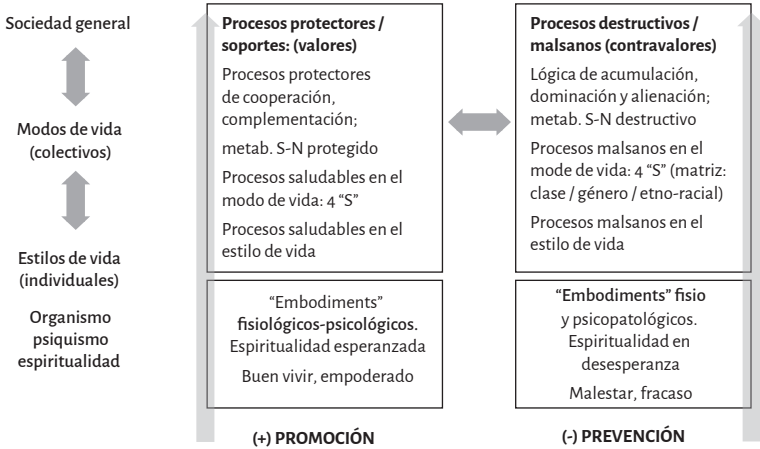 Sociedad general
Modos de vida
(colectivos)
Estilos de vida
(individuales)
Organismo
psiquismo
espiritualidad
Procesos protectores /
soportes: (valores)
Procesos protectores
de cooperación,
complementación;
metab. S-N protegido
Procesos saludables en el
modo de vida: 4 “S”
Procesos saludables en el
estilo de vida
“Embodiments”
fisiológicos-psicológicos.
Espiritualidad esperanzada
Buen vivir, empoderado
(+) PROMOCIÓN
Procesos destructivos /
malsanos (contravalores)
Lógica de acumulación,
dominación y alienación;
metab. S-N destructivo
Procesos malsanos en el
mode de vida: 4 “S” (matriz:
clase / género / etno-racial)
Procesos malsanos en el
estilo de vida
“Embodiments” fisio
y psicopatológicos.
Espiritualidad en
desesperanza
Malestar, fracaso
(-) PREVENCIÓN